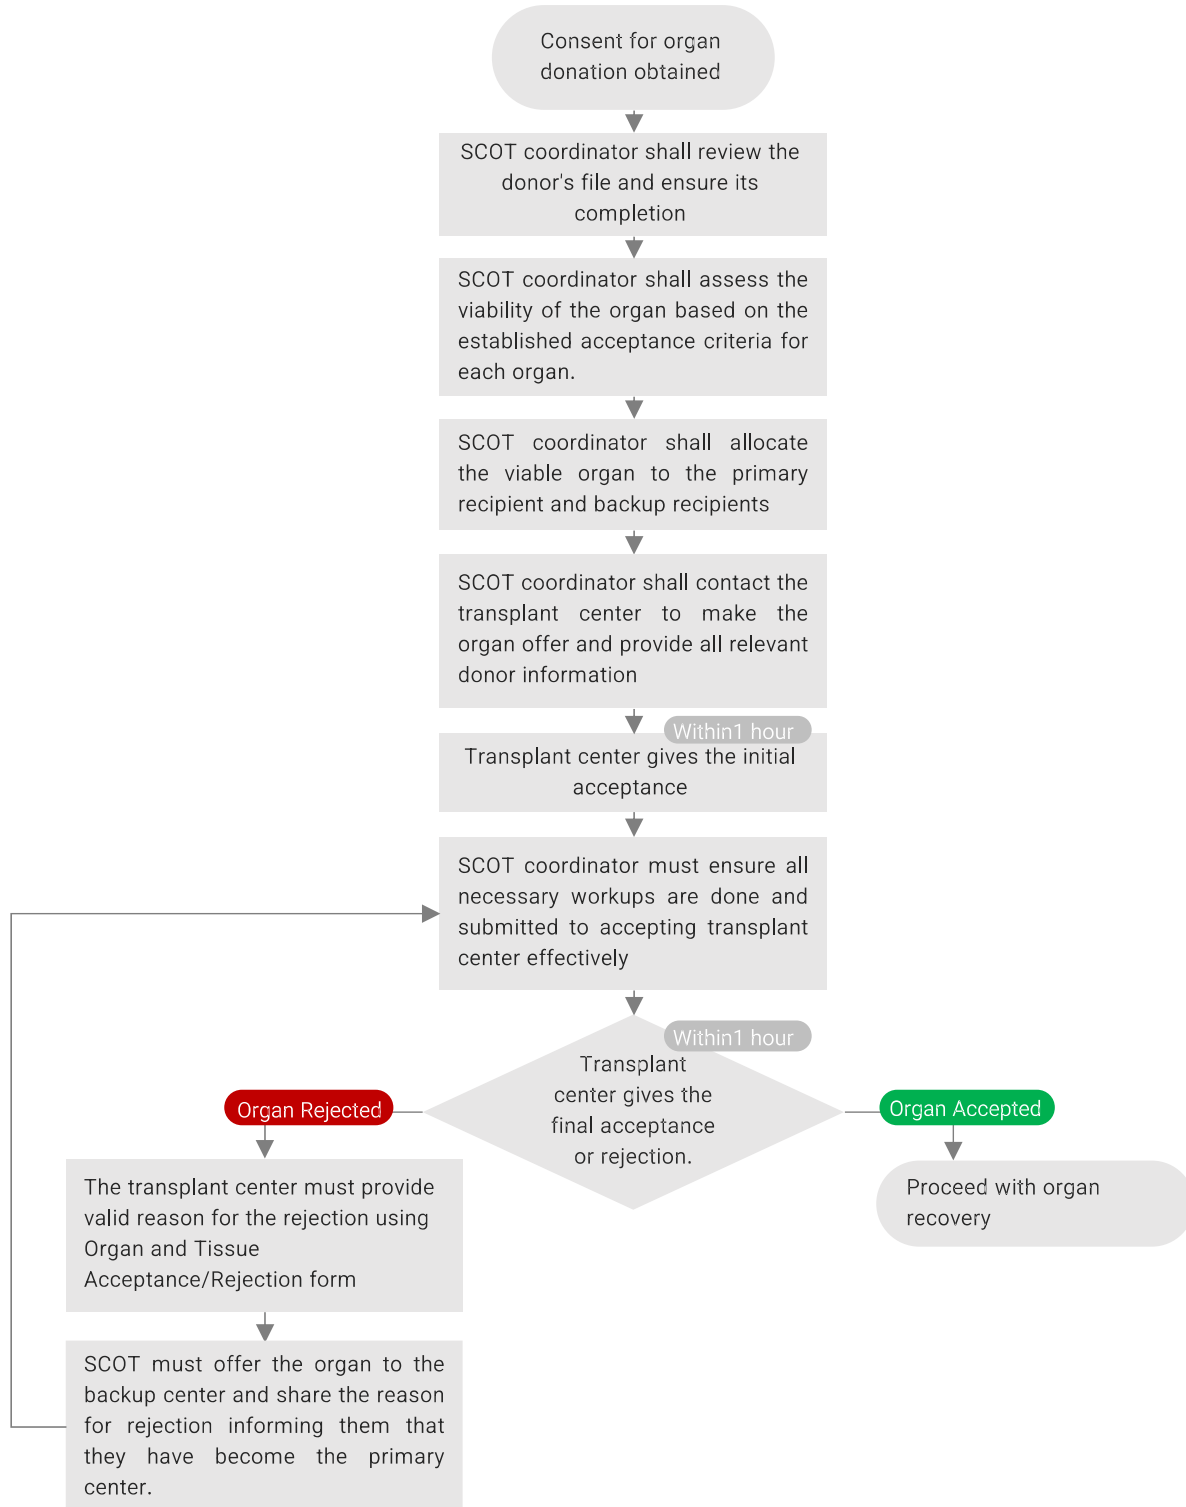 Consent for organ
donation obtained
SCOT coordinator shall review the
donor's file and ensure its
completion
SCOT coordinator shall assess the
viability of the organ based on the
established acceptance criteria for
each organ.
SCOT coordinator shall allocate
the viable organ to the primary
recipient and backup recipients
SCOT coordinator shall contact the
transplant center to make the
organ offer and provide all relevant
donor information
Within1 hour
Transplant center gives the initial
acceptance
SCOT coordinator must ensure all
necessary workups are done and
submitted to accepting transplant
center effectively
Within1 hour
Transplant
center gives the
final acceptance
or rejection.
Organ Rejected
Organ Accepted
The transplant center must provide
valid reason for the rejection using
Organ and Tissue
Acceptance/Rejection form
Proceed with organ
recovery
SCOT must offer the organ to the
backup center and share the reason
for rejection informing them that
they have become the primary
center.